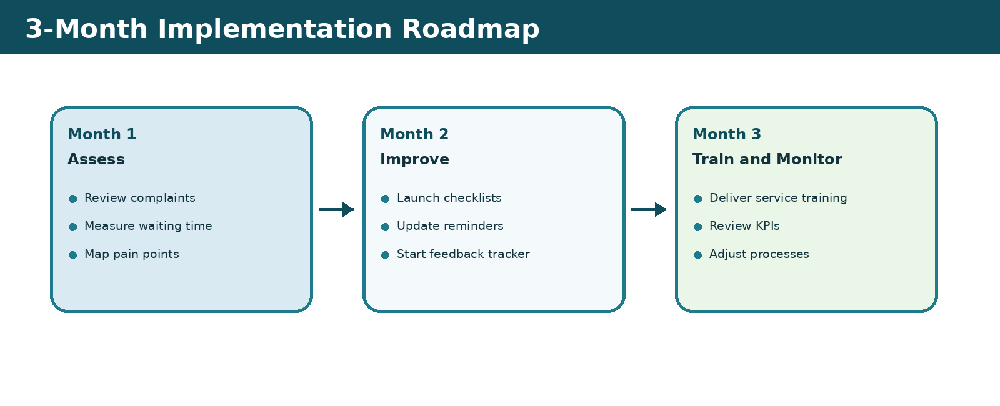 3-Month Implementation Roadmap
Month 1
Assess
Review complaints
Measure waiting time
Map pain points
Month 2
Improve
Launch checklists
Update reminders
Start feedback tracker
Month 3
Train and Monitor
Deliver service training
Review KPIs
Adjust processes